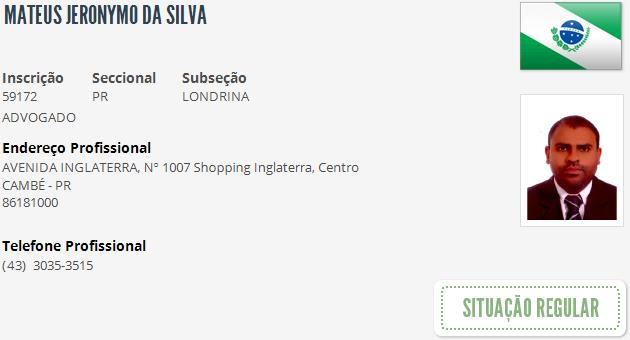 MATEUS JERONYMO DA SILVA
Inscrição Seccional Subseção
59172 PR LONDRINA
ADVOGADO
Endereço Profissional
AVENIDA INGLATERRA, Nº 1007 Shopping Inglaterra, Centro
CAMBÉ - PR
86181000
Telefone Profissional
(43) 3035-3515
SITUAÇÃO REGULAR